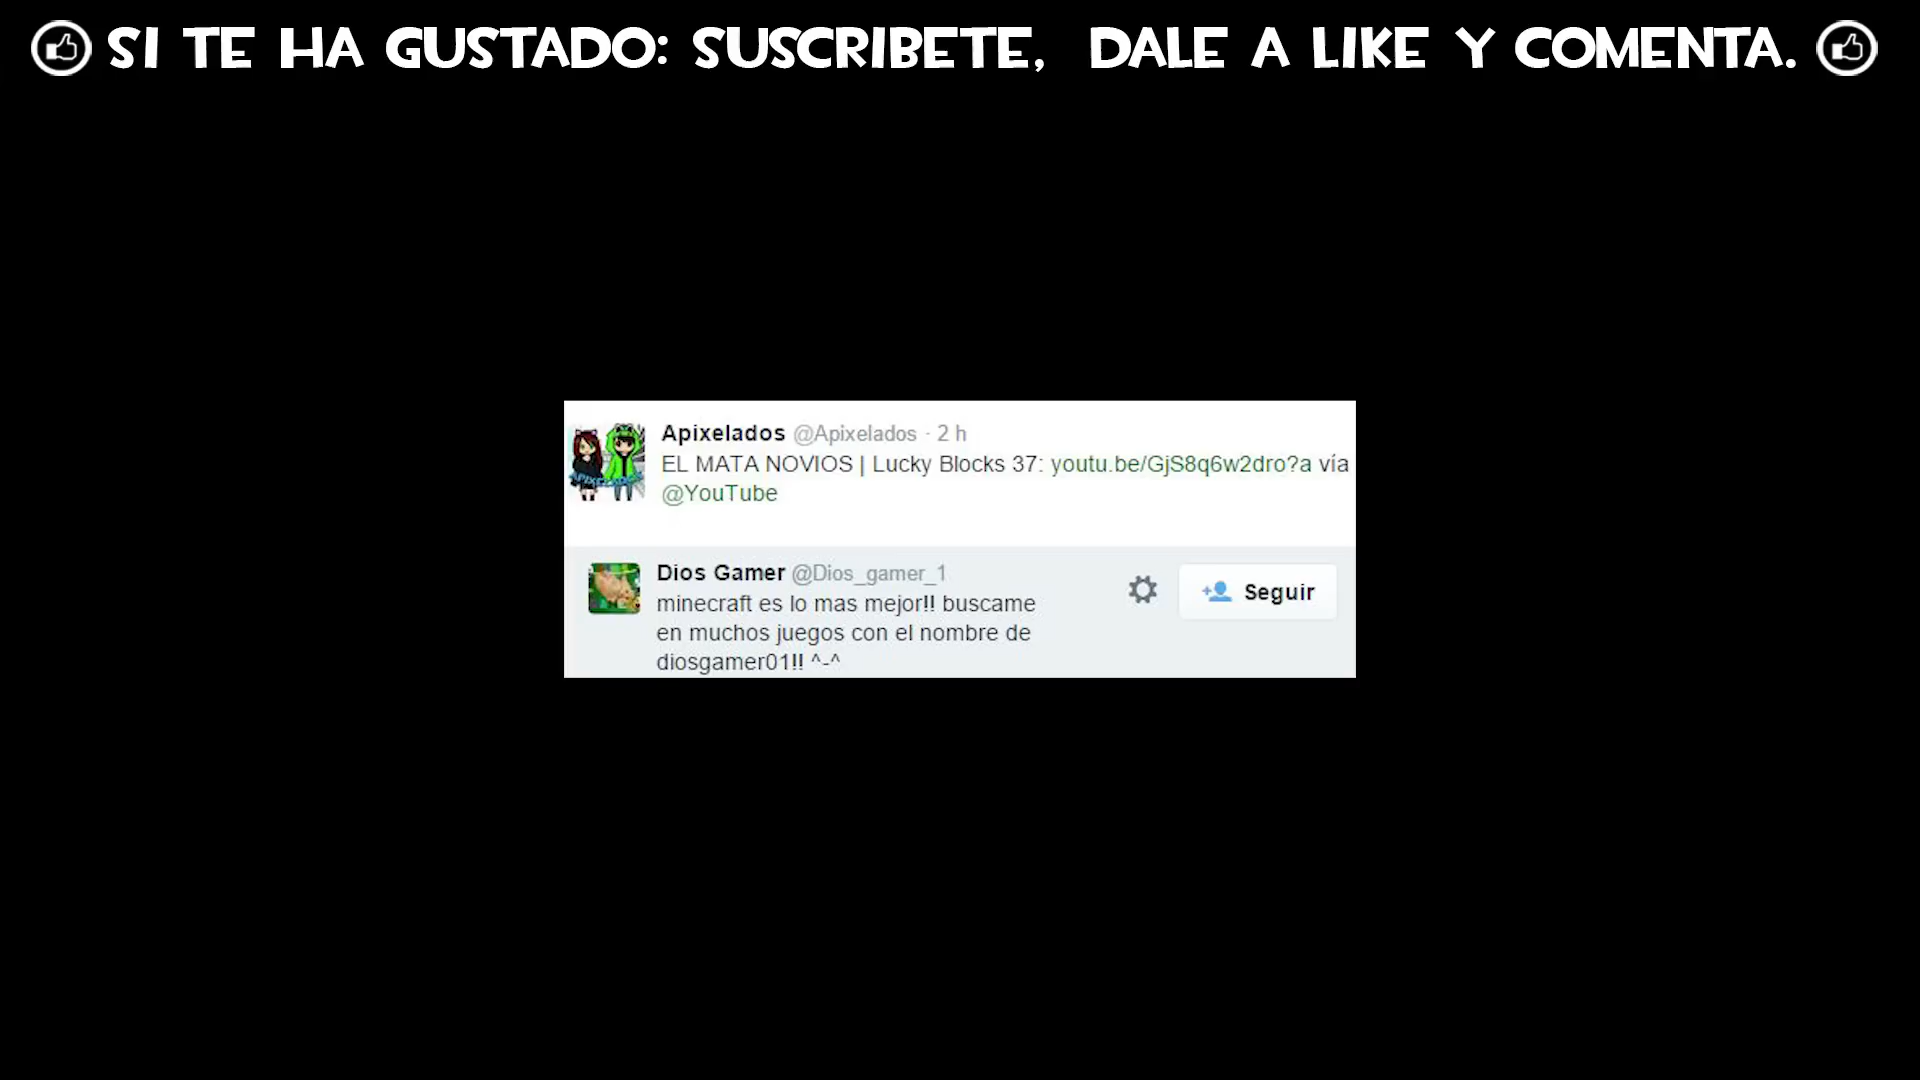 SI TE HA GUSTADO: SUSCRIBETE, DALE A LIKE Y COMENTA.
Apixelados @Apixelados · 2 h
EL MATA NOVIOS | Lucky Blocks 37: youtu.be/GjS8q6w2dro?a vía
@YouTube
APIXELADOS
Dios Gamer @Dios_gamer_1
minecraft es lo mas mejor!! buscame
en muchos juegos con el nombre de
diosgamer01!! ^-^
Seguir